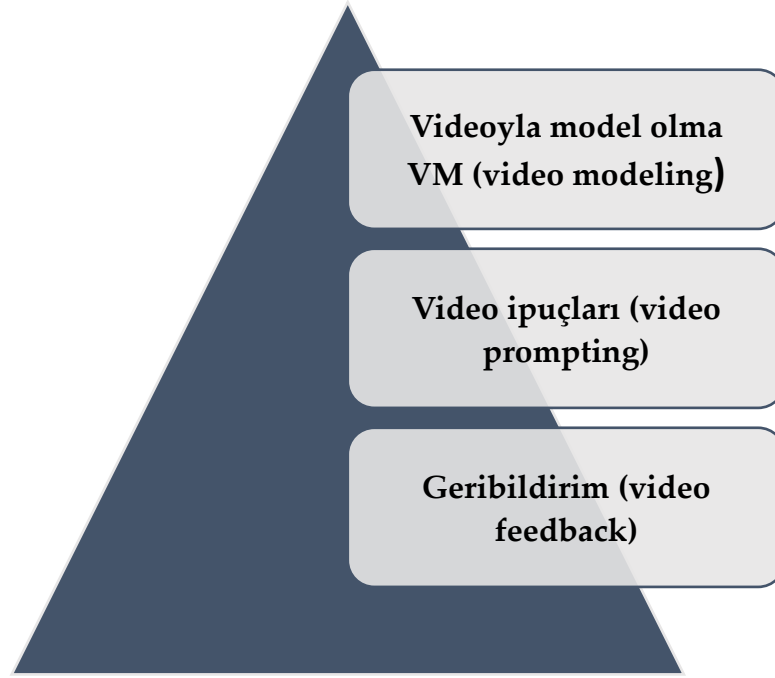 Videoyla model olma
VM (video modeling)
Video ipuçları (video
prompting)
Geribildirim (video
feedback)